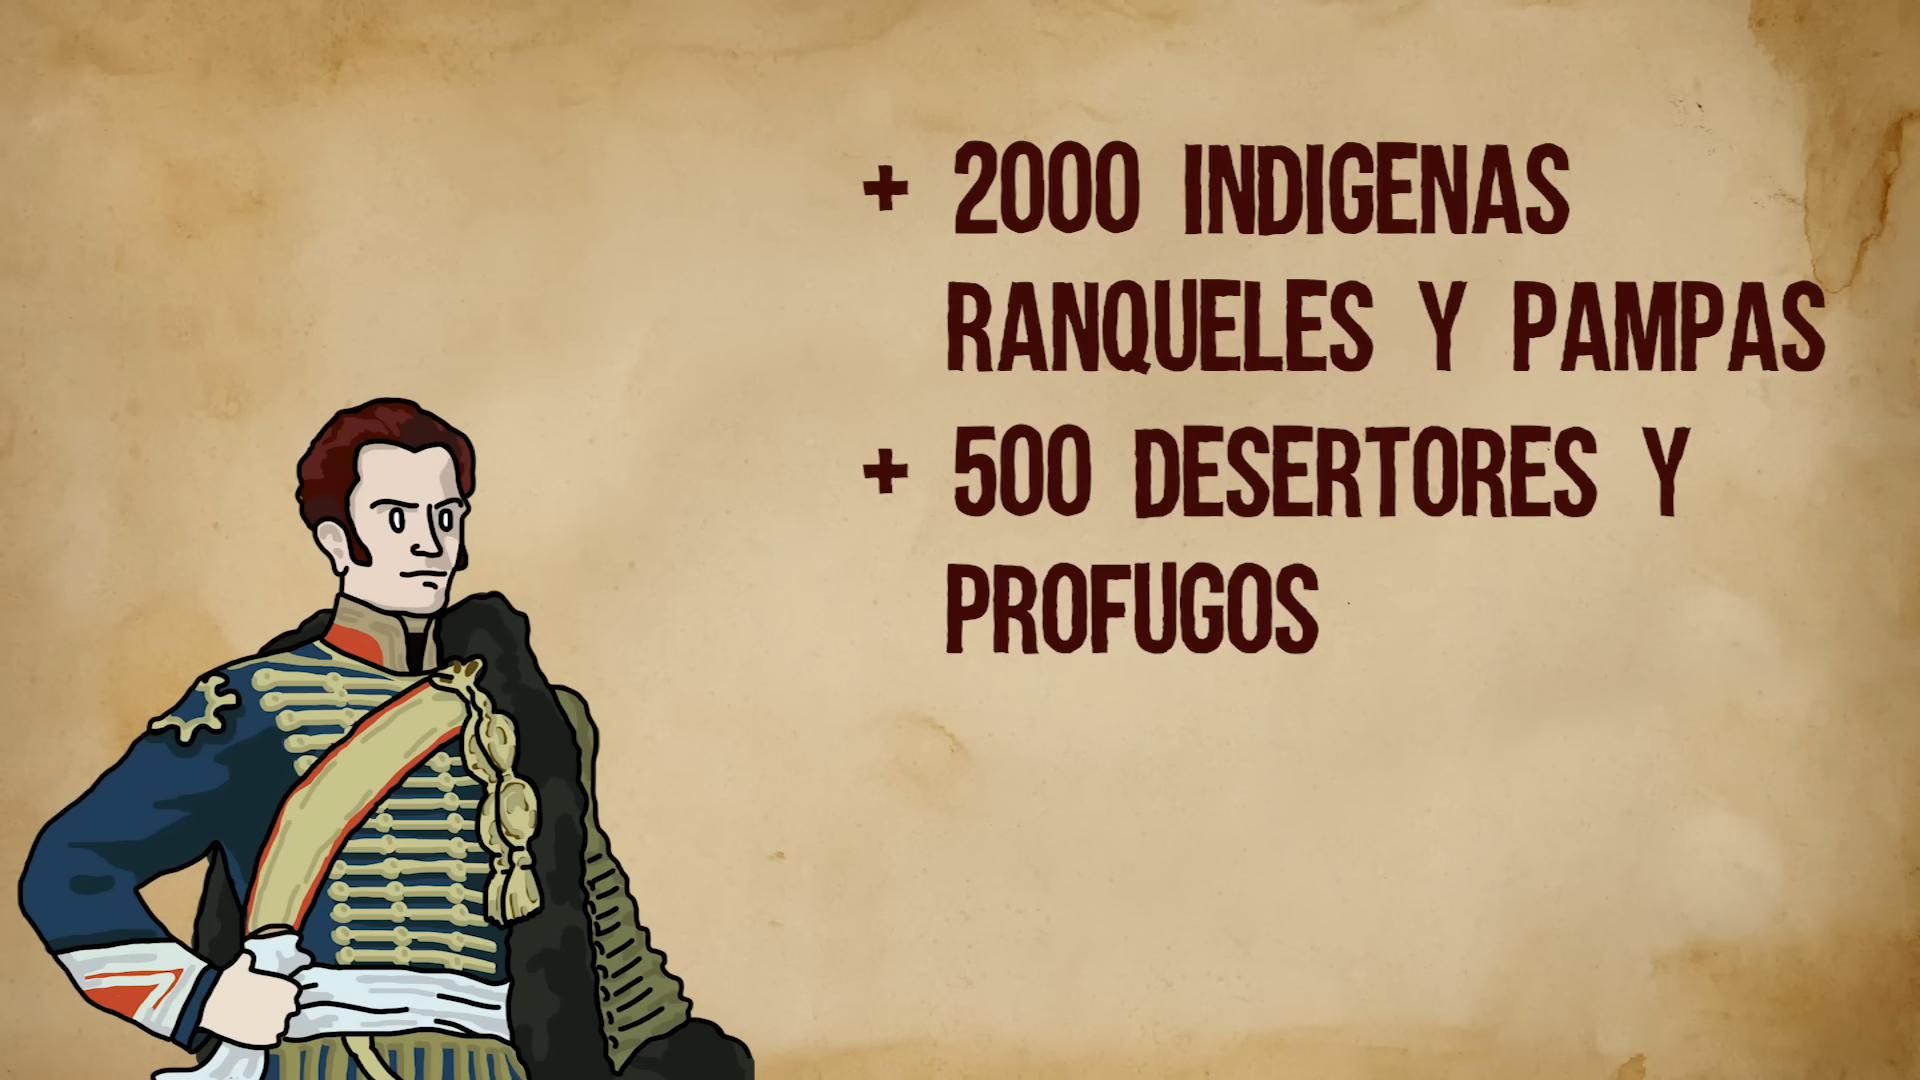 + 2000 INDIGENAS
RANQUELES Y PAMPAS
+ 500 DESERTORES Y
PROFUGOS